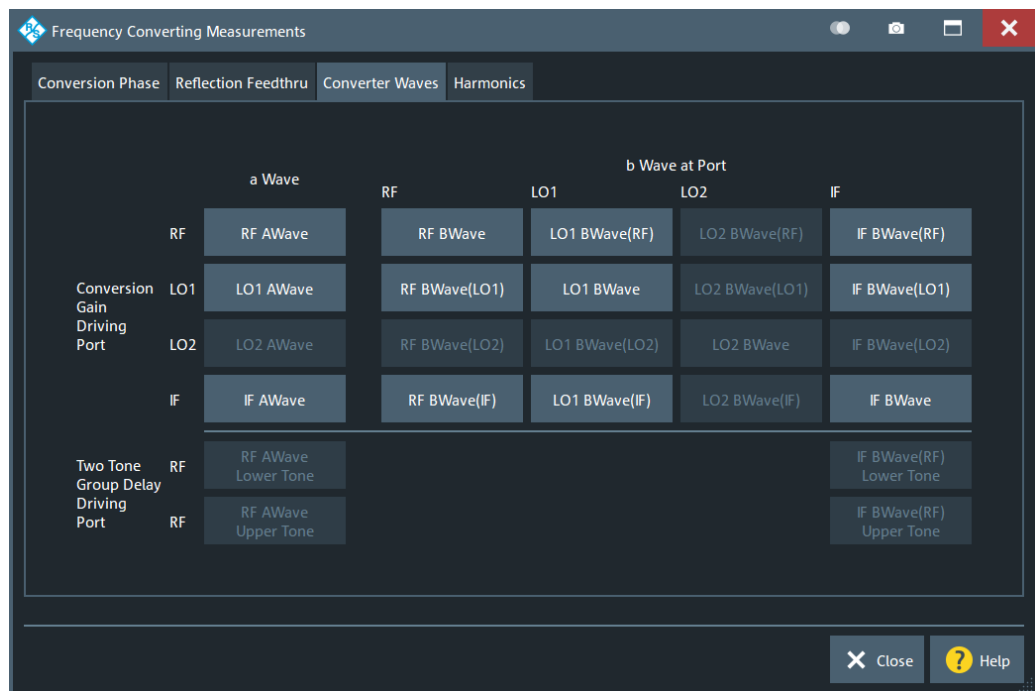 R&S Frequency Converting Measurements
Conversion Phase Reflection Feedthru Converter Waves Harmonics
a Wave b Wave at Port
RF LO1 LO2 IF
RF RF AWave RF BWave LO1 BWave(RF) LO2 BWave(RF) IF BWave(RF)
Conversion Gain Driving Port
LO1 LO1 AWave RF BWave(LO1) LO1 BWave LO2 BWave(LO1) IF BWave(LO1)
LO2 LO2 AWave RF BWave(LO2) LO1 BWave(LO2) LO2 BWave IF BWave(LO2)
IF IF AWave RF BWave(IF) LO1 BWave(IF) LO2 BWave(IF) IF BWave
Two Tone Group Delay Driving Port
RF RF AWave Lower Tone IF BWave(RF) Lower Tone
RF RF AWave Upper Tone IF BWave(RF) Upper Tone
Close ? Help